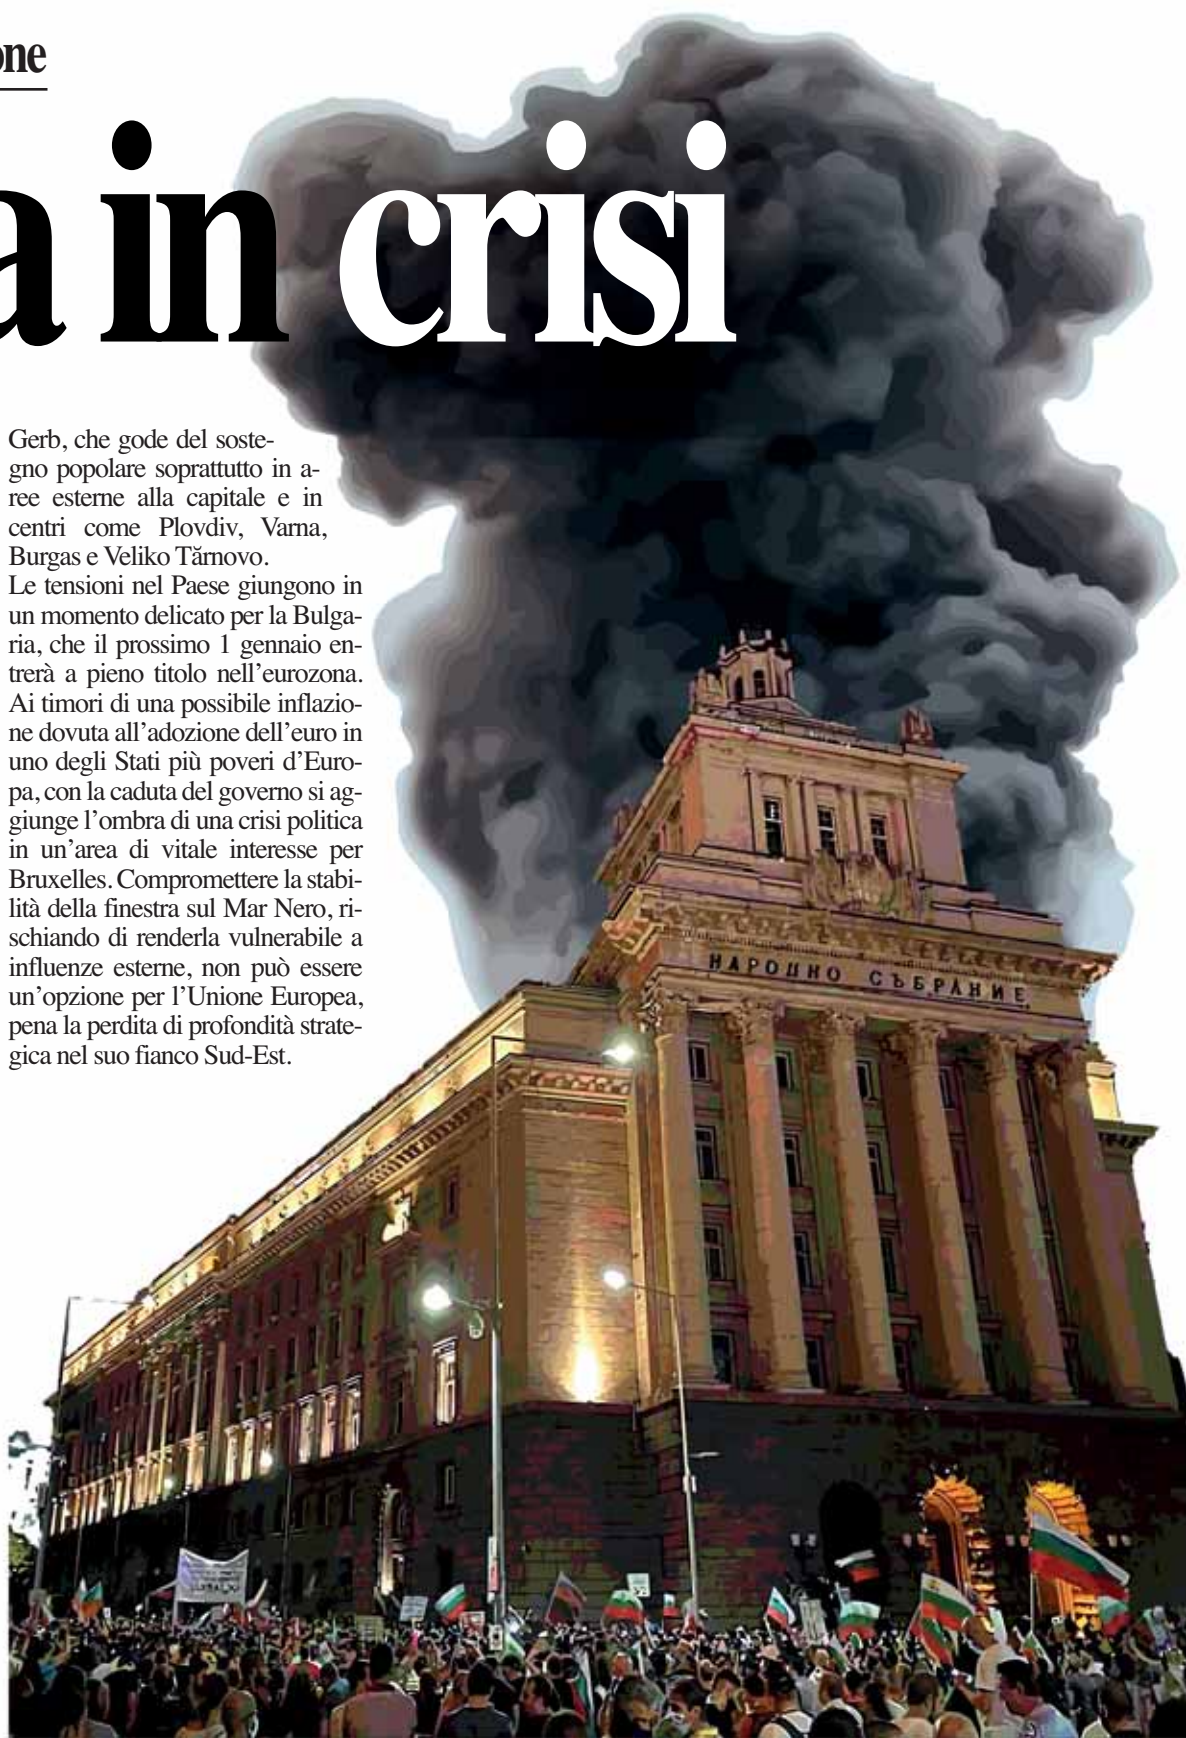 one
a in crisi
Gerb, che gode del soste-
gno popolare soprattutto in a-
ree esterne alla capitale e in
centri come Plovdiv, Varna,
Burgas e Veliko Tărnovo.
Le tensioni nel Paese giungono in
un momento delicato per la Bulga-
ria, che il prossimo 1 gennaio en-
trerà a pieno titolo nell’eurozona.
Ai timori di una possibile inflazio-
ne dovuta all’adozione dell’euro in
uno degli Stati più poveri d’Euro-
pa, con la caduta del governo si ag-
giunge l’ombra di una crisi politica
in un’area di vitale interesse per
Bruxelles. Compromettere la stabi-
lità della finestra sul Mar Nero, ri-
schiando di renderla vulnerabile a
influenze esterne, non può essere
un’opzione per l’Unione Europea,
pena la perdita di profondità strate-
gica nel suo fianco Sud-Est.
НАРОДНО СЪБРАНИЕ